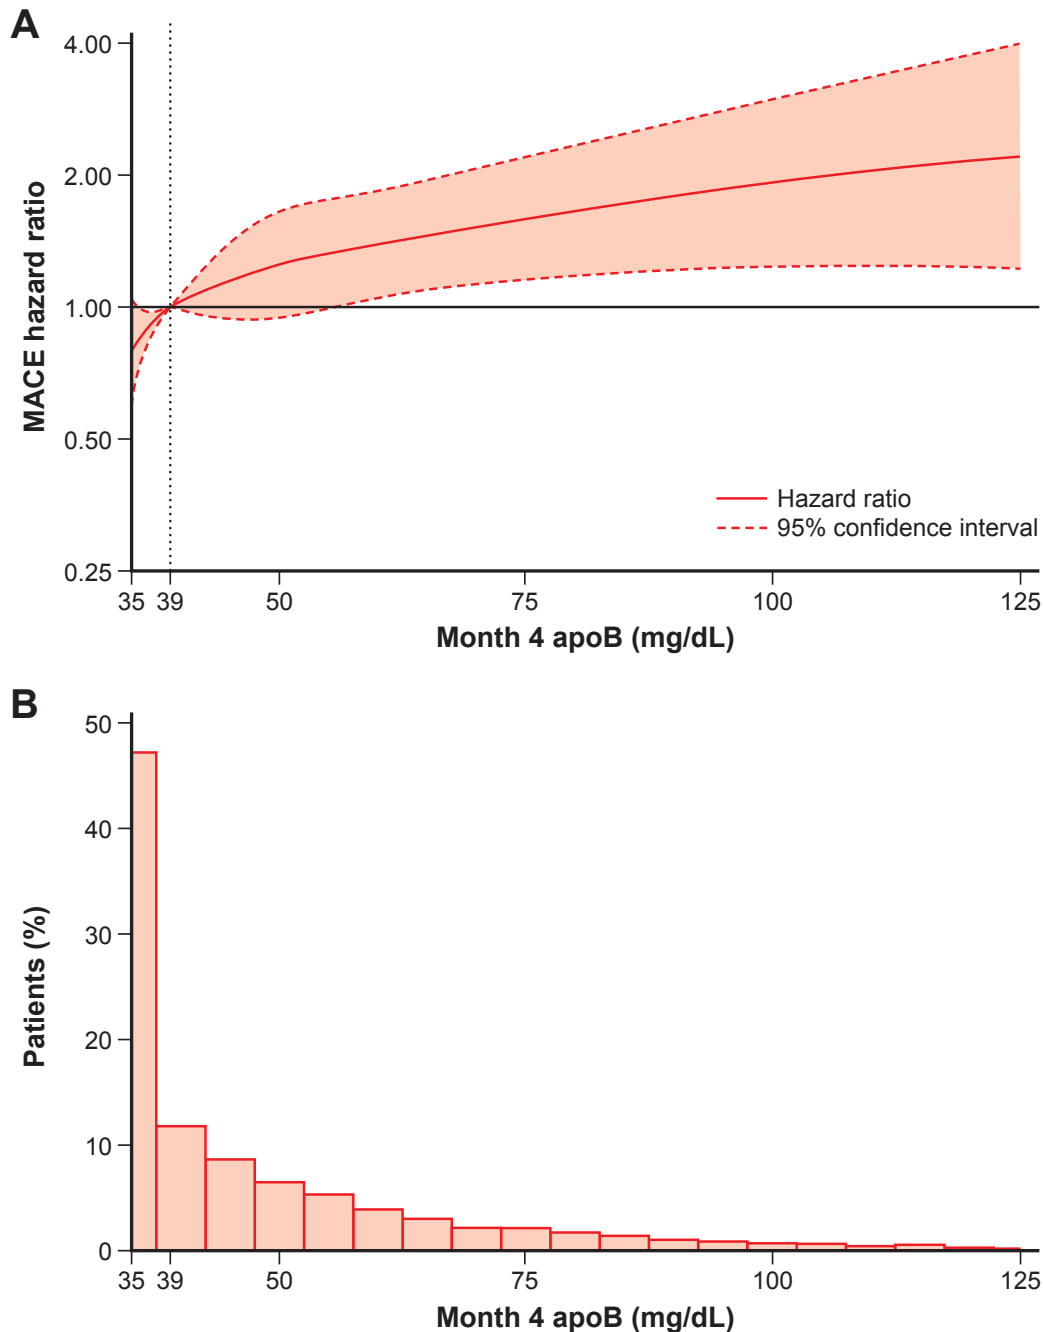 A
4.00
2.00
1.00
0.50
0.25
MACE hazard ratio
Hazard ratio
95% confidence interval
35 39 50 75 100 125
Month 4 apoB (mg/dL)
B
50
40
30
20
10
0
Patients (%)
35 39 50 75 100 125
Month 4 apoB (mg/dL)